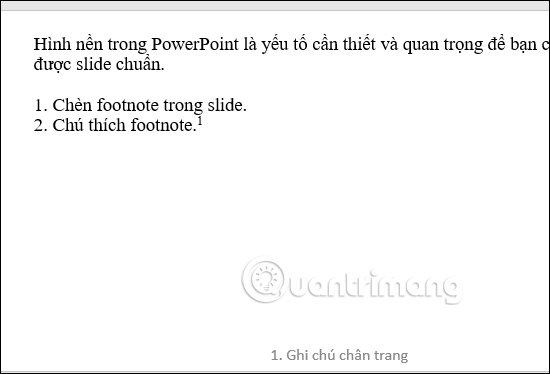 Hình nền trong PowerPoint là yếu tố cần thiết và quan trọng để bạn c
được slide chuẩn.
1. Chèn footnote trong slide.
2. Chú thích footnote.¹
Quantrimang
1. Ghi chú chân trang